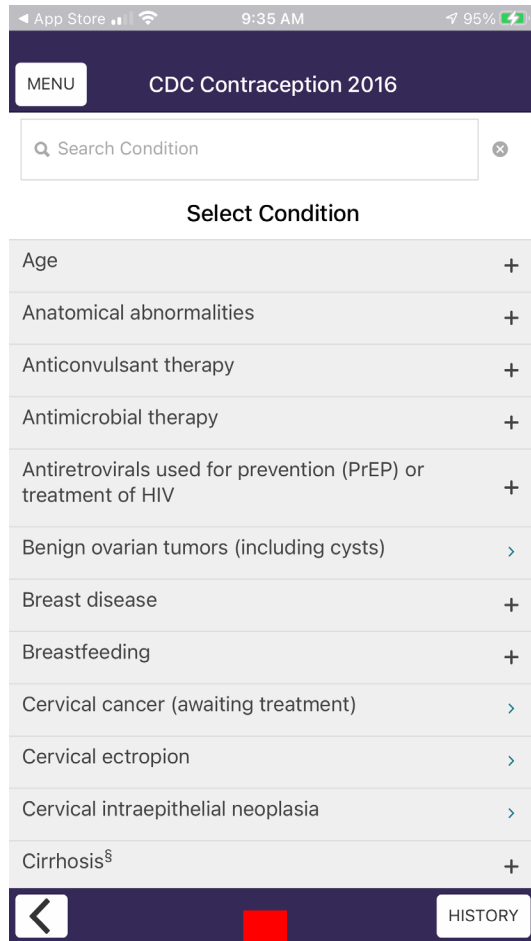 App Store
9:35 AM
95%
MENU
CDC Contraception 2016
Search Condition
Select Condition
Age
Anatomical abnormalities
Anticonvulsant therapy
Antimicrobial therapy
Antiretrovirals used for prevention (PrEP) or
treatment of HIV
Benign ovarian tumors (including cysts)
Breast disease
Breastfeeding
Cervical cancer (awaiting treatment)
Cervical ectropion
Cervical intraepithelial neoplasia
Cirrhosis§
HISTORY